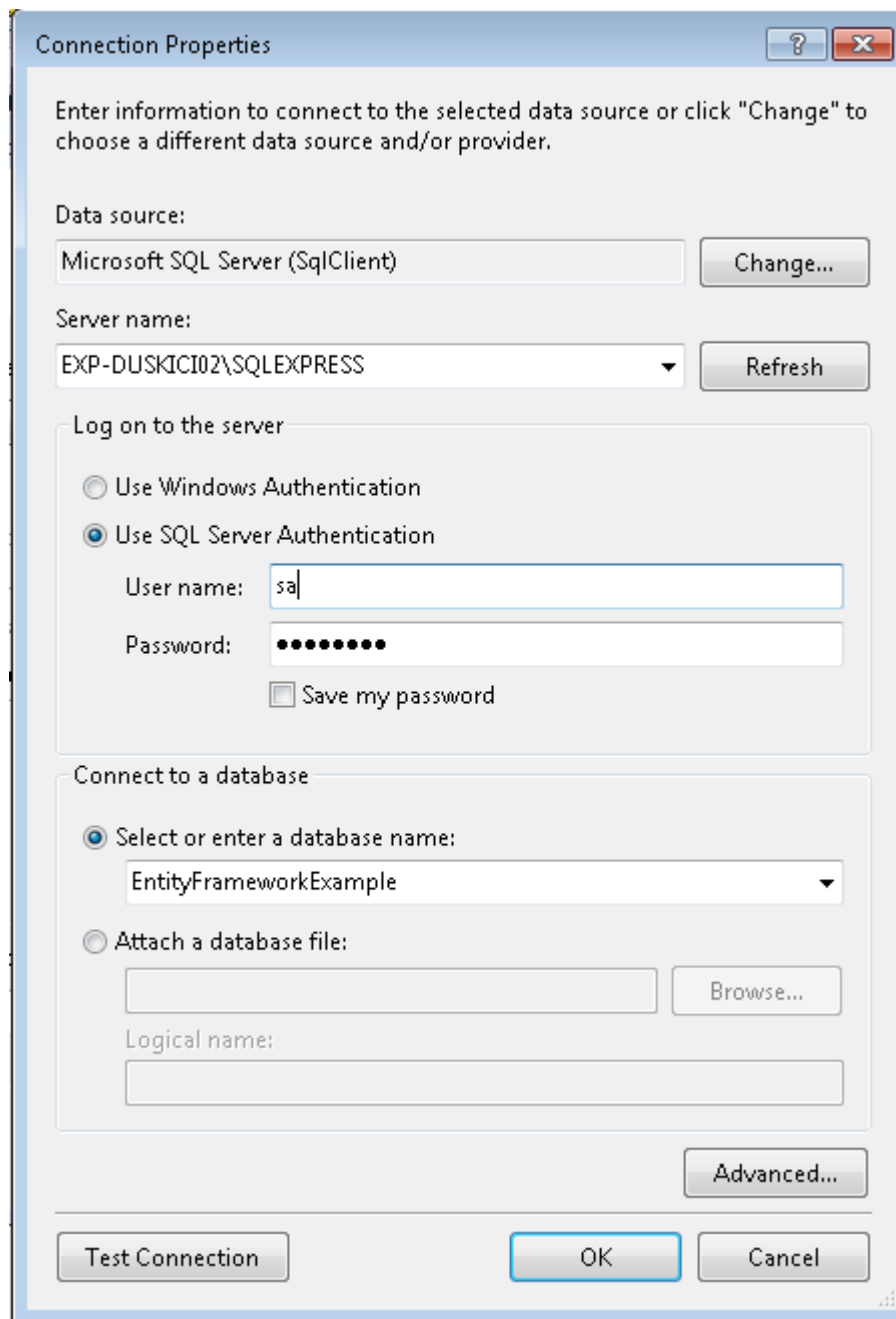 Connection Properties
Enter information to connect to the selected data source or click "Change" to
choose a different data source and/or provider.
Data source:
Microsoft SQL Server (SqlClient)
Change...
Server name:
EXP-DUSKICI02\SQLEXPRESS
Refresh
Log on to the server
Use Windows Authentication
Use SQL Server Authentication
User name:
sa
Password:
●●●●●●●●
Save my password
Connect to a database
Select or enter a database name:
EntityFrameworkExample
Attach a database file:
Browse...
Logical name:
Advanced...
Test Connection
OK
Cancel